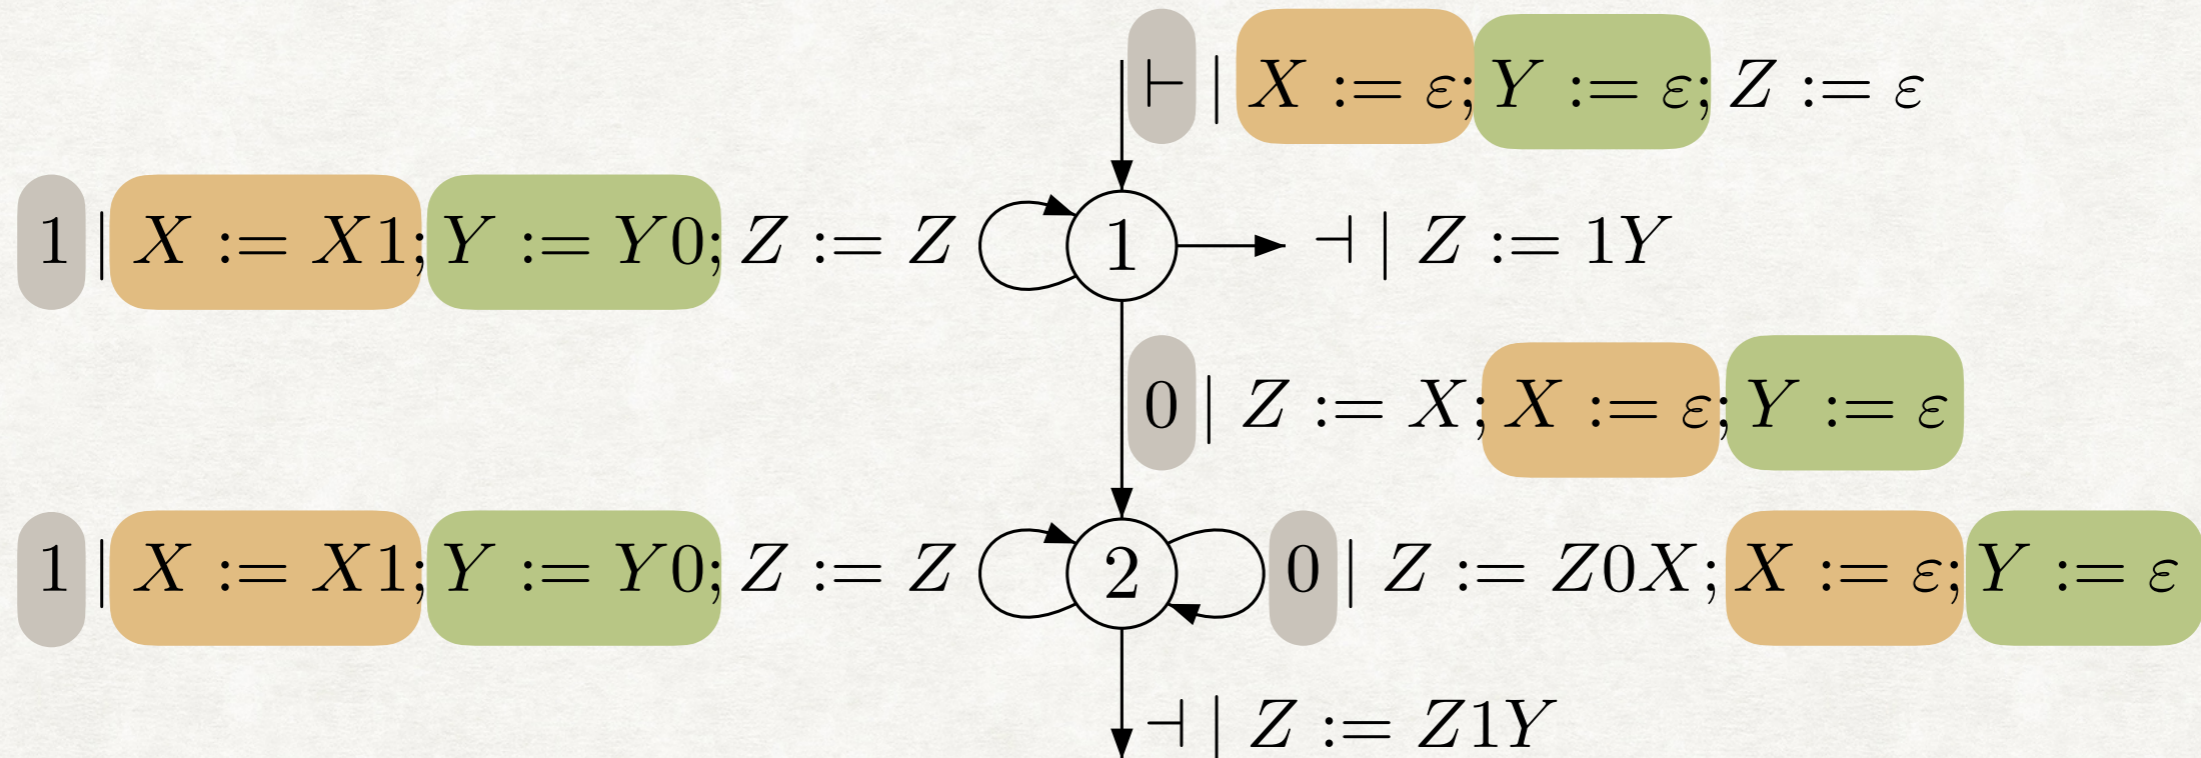 ⊢ | X := ε; Y := ε; Z := ε
1 | X := X1; Y := Y0; Z := Z
1
⊣ | Z := 1Y
0 | Z := X; X := ε; Y := ε
1 | X := X1; Y := Y0; Z := Z
2
0 | Z := Z0X; X := ε; Y := ε
⊣ | Z := Z1Y